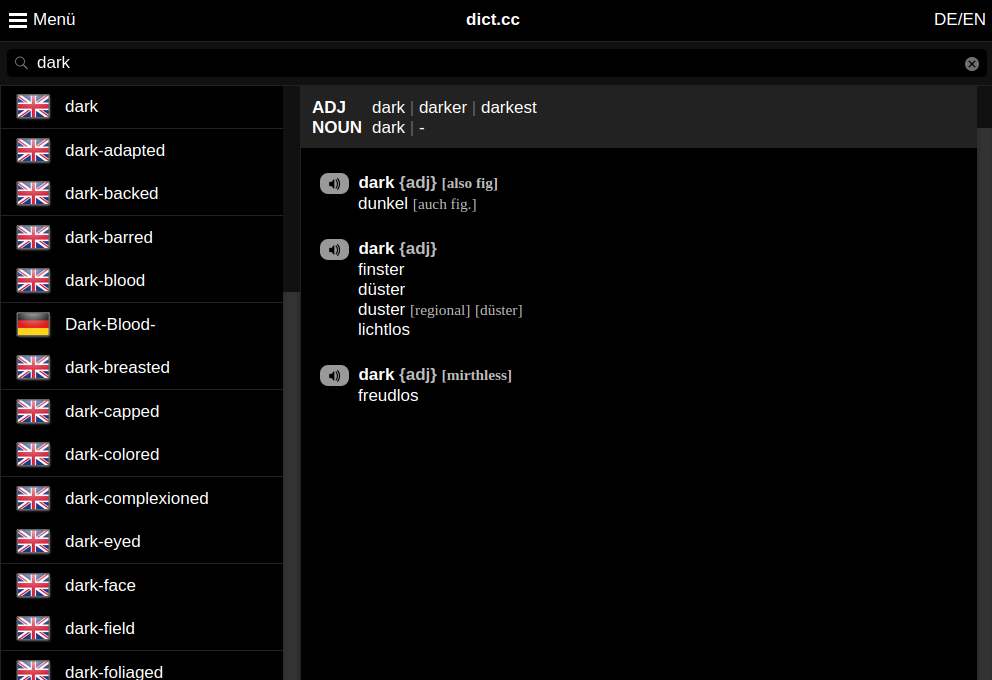 Menü
dict.cc
DE/EN
dark
dark
dark-adapted
dark-backed
dark-barred
dark-blood
Dark-Blood-
dark-breasted
dark-capped
dark-colored
dark-complexioned
dark-eyed
dark-face
dark-field
dark-foliaged
ADJ dark | darker | darkest
NOUN dark | -
dark {adj} [also fig]
dunkel [auch fig.]
dark {adj}
finster
düster
duster [regional] [düster]
lichtlos
dark {adj} [mirthless]
freudlos